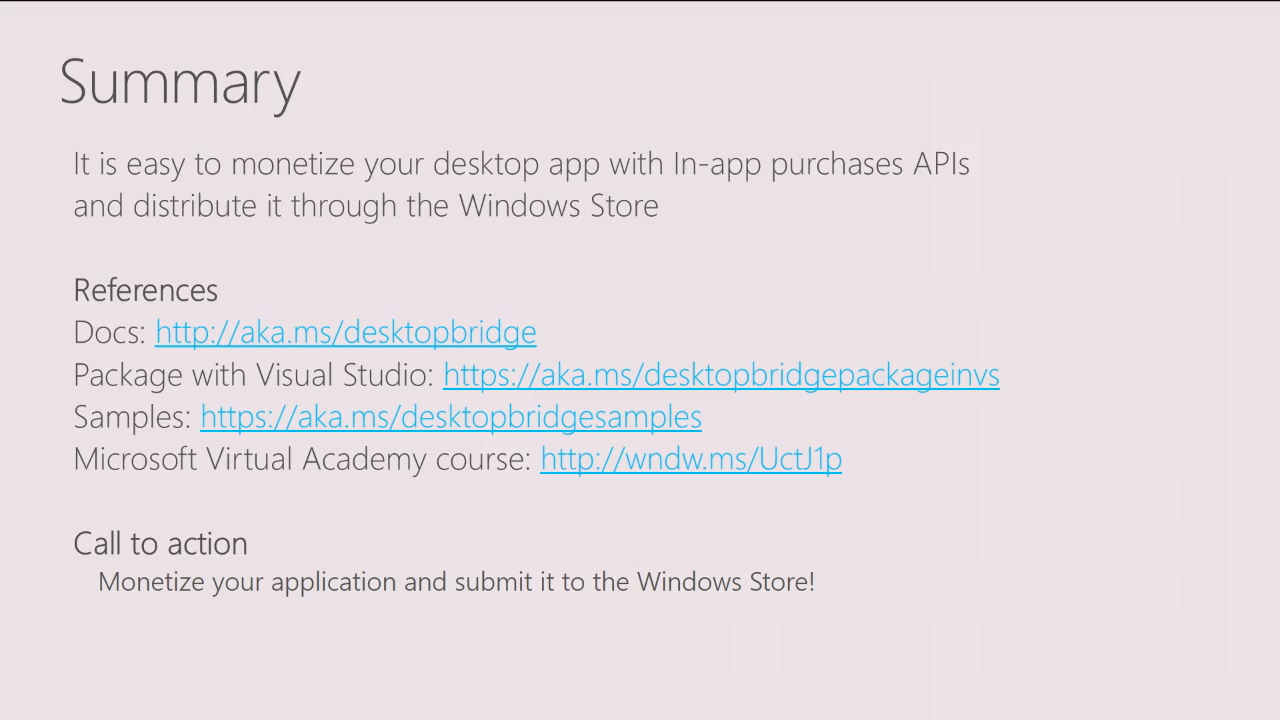 Summary
It is easy to monetize your desktop app with In-app purchases APIs
and distribute it through the Windows Store
References
Docs: http://aka.ms/desktopbridge
Package with Visual Studio: https://aka.ms/desktopbridgepackageinvs
Samples: https://aka.ms/desktopbridgesamples
Microsoft Virtual Academy course: http://wndw.ms/UctJ1p
Call to action
Monetize your application and submit it to the Windows Store!